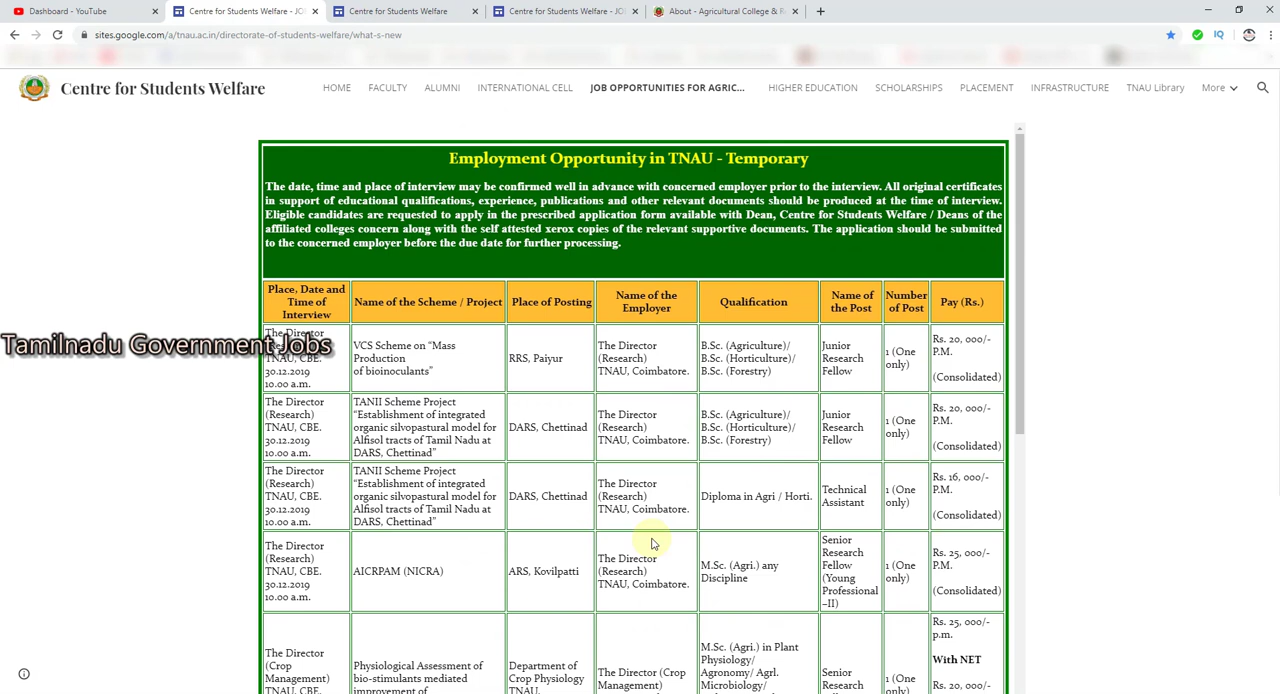 Dashboard - YouTube
Centre for Students Welfare - JO
Centre for Students Welfare
Centre for Students Welfare - JO
About - Agricultural College & R
sites.google.com/a/tnau.ac.in/directorate-of-students-welfare/what-s-new
IQ
Centre for Students Welfare
HOME
FACULTY
ALUMNI
INTERNATIONAL CELL
JOB OPPORTUNITIES FOR AGRIC...
HIGHER EDUCATION
SCHOLARSHIPS
PLACEMENT
INFRASTRUCTURE
TNAU Library
More
Employment Opportunity in TNAU - Temporary
The date, time and place of interview may be confirmed well in advance with concerned employer prior to the interview. All original certificates
in support of educational qualifications, experience, publications and other relevant documents should be produced at the time of interview.
Eligible candidates are requested to apply in the prescribed application form available with Dean, Centre for Students Welfare / Deans of the
affiliated colleges concern along with the self attested xerox copies of the relevant supportive documents. The application should be submitted
to the concerned employer before the due date for further processing.
Place, Date and
Time of
Interview
Name of the Scheme / Project
Place of Posting
Name of the
Employer
Qualification
Name of
the Post
Number
of Post
Pay (Rs.)
Tamilnadu Government Jobs
The Director
TNAU, CBE.
30.12.2019
10.00 a.m.
VCS Scheme on “Mass
Production
of bioinoculants”
RRS, Paiyur
The Director
(Research)
TNAU, Coimbatore.
B.Sc. (Agriculture)/
B.Sc. (Horticulture)/
B.Sc. (Forestry)
Junior
Research
Fellow
1 (One
only)
Rs. 20, 000/-
P.M.
(Consolidated)
The Director
(Research)
TNAU, CBE.
30.12.2019
10.00 a.m.
TANII Scheme Project
“Establishment of integrated
organic silvopastural model for
Alfisol tracts of Tamil Nadu at
DARS, Chettinad”
DARS, Chettinad
The Director
(Research)
TNAU, Coimbatore.
B.Sc. (Agriculture)/
B.Sc. (Horticulture)/
B.Sc. (Forestry)
Junior
Research
Fellow
1 (One
only)
Rs. 20, 000/-
P.M.
(Consolidated)
The Director
(Research)
TNAU, CBE.
30.12.2019
10.00 a.m.
TANII Scheme Project
“Establishment of integrated
organic silvopastural model for
Alfisol tracts of Tamil Nadu at
DARS, Chettinad”
DARS, Chettinad
The Director
(Research)
TNAU, Coimbatore.
Diploma in Agri / Horti.
Technical
Assistant
1 (One
only)
Rs. 16, 000/-
P.M.
(Consolidated)
The Director
(Research)
TNAU, CBE.
30.12.2019
10.00 a.m.
AICRPAM (NICRA)
ARS, Kovilpatti
The Director
(Research)
TNAU, Coimbatore.
M.Sc. (Agri.) any
Discipline
Senior
Research
Fellow
(Young
Professional
–II)
1 (One
only)
Rs. 25, 000/-
P.M.
(Consolidated)
The Director
(Crop
Management)
TNAU, CBE.
Physiological Assessment of
bio-stimulants mediated
improvement of
Department of
Crop Physiology
TNAU,
The Director (Crop
Management)
M.Sc. (Agri.) in Plant
Physiology/
Agronomy/ Agrl.
Microbiology/
Senior
Research
1 (One
only)
Rs. 25, 000/-
p.m.
With NET
Rs. 20, 000/-